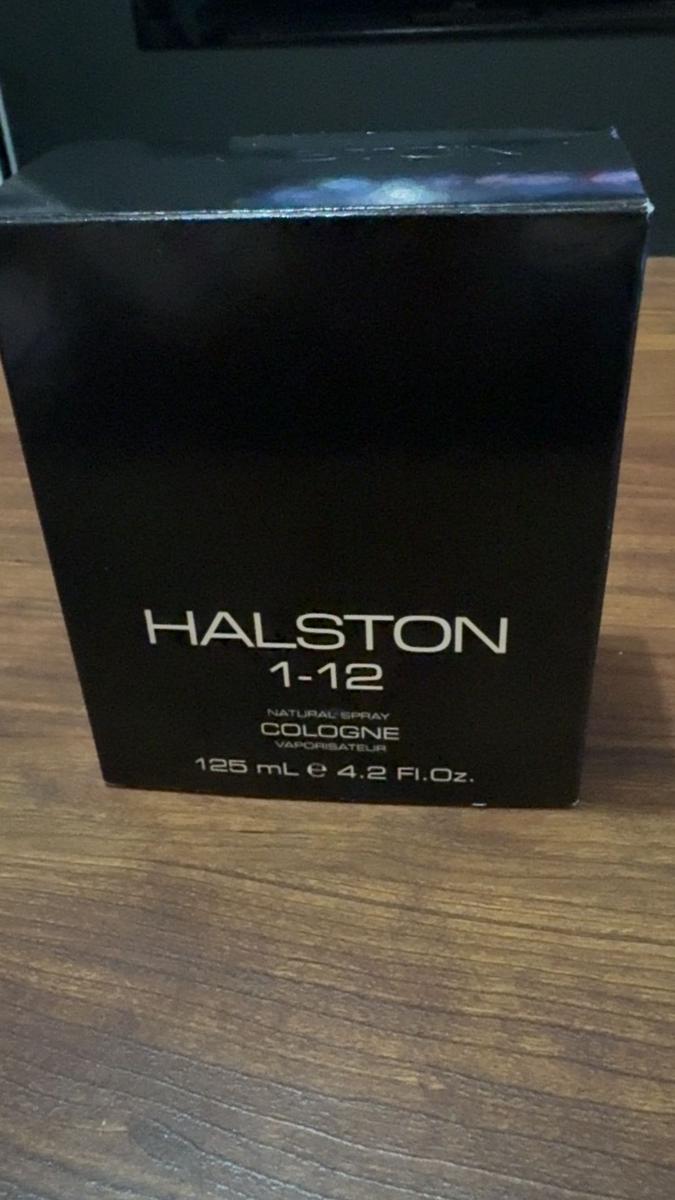 HALSTON
1-12
NATURAL SPRAY
COLOGNE
VAPORISATEUR
125 mL ℮ 4.2 Fl.Oz.